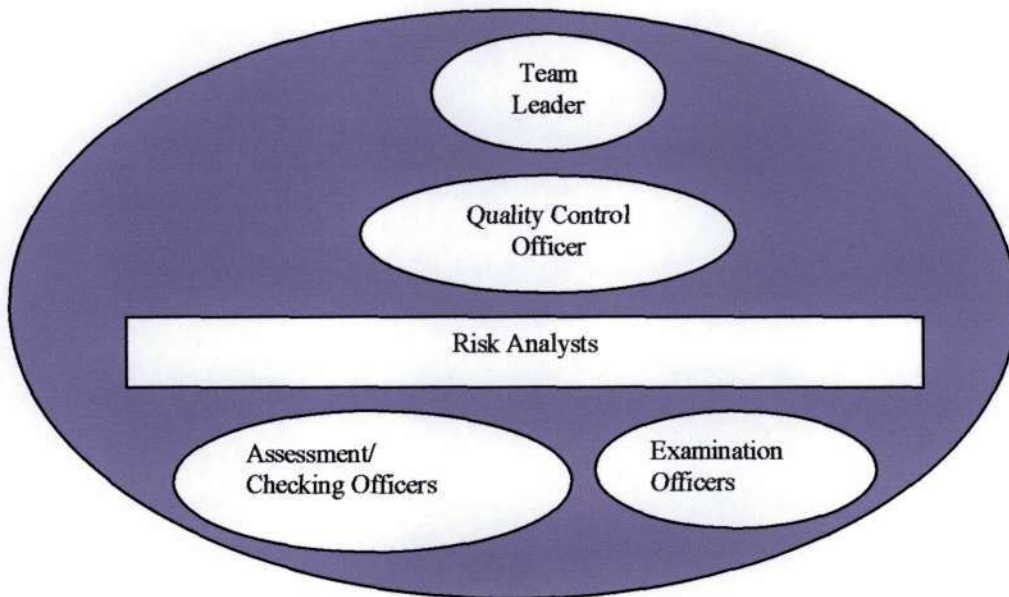 Team
Leader
Quality Control
Officer
Risk Analysts
Assessment/
Checking Officers
Examination
Officers